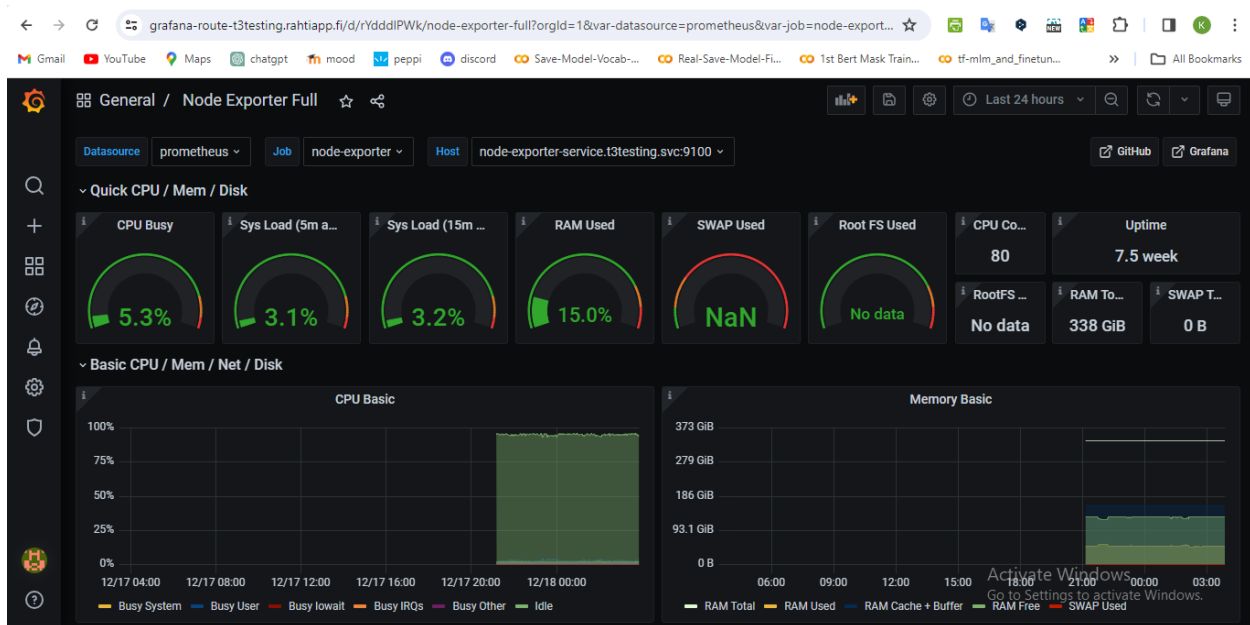 grafana-route-t3testing.rahtiapp.fi/d/rYdddlPWk/node-exporter-full?orgId=1&var-datasource=prometheus&var-job=node-export...
K
Gmail YouTube Maps chatgpt mood peppi discord Save-Model-Vocab-... Real-Save-Model-Fi... 1st Bert Mask Train... tf-mlm_and_finetun... » All Bookmarks
General / Node Exporter Full Last 24 hours
Datasource prometheus Job node-exporter Host node-exporter-service.t3testing.svc:9100 GitHub Grafana
Quick CPU / Mem / Disk
CPU Busy Sys Load (5m a... Sys Load (15m ... RAM Used SWAP Used Root FS Used CPU Co... Uptime
80 7.5 week
5.3% 3.1% 3.2% 15.0% NaN No data
RootFS ... RAM To... SWAP T...
No data 338 GiB 0 B
Basic CPU / Mem / Net / Disk
CPU Basic
100%
75%
50%
25%
0%
12/17 04:00 12/17 08:00 12/17 12:00 12/17 16:00 12/17 20:00 12/18 00:00
Busy System Busy User Busy Iowait Busy IRQs Busy Other Idle
Memory Basic
373 GiB
279 GiB
186 GiB
93.1 GiB
0 B
06:00 09:00 12:00 15:00 18:00 21:00 00:00 03:00
RAM Total RAM Used RAM Cache + Buffer RAM Free SWAP Used
Activate Windows
Go to Settings to activate Windows.